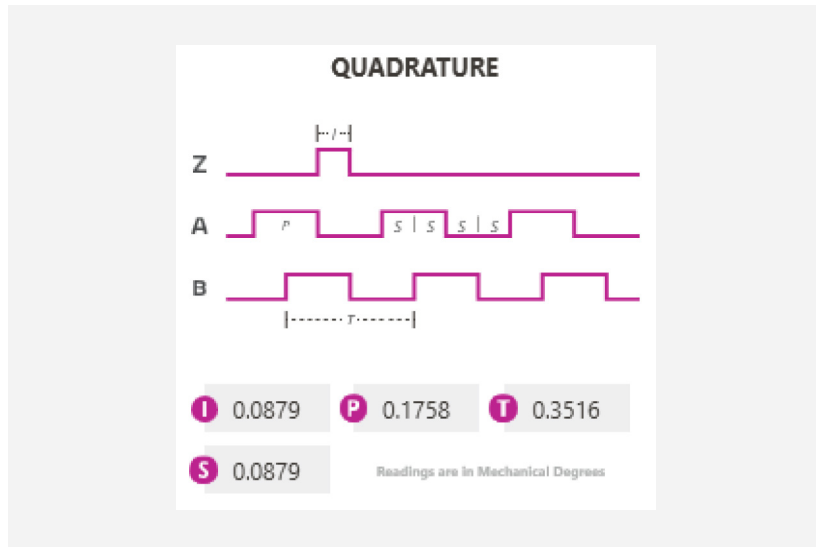 QUADRATURE
I
Z
A P S S S S
B
T
I 0.0879 P 0.1758 T 0.3516
S 0.0879 Readings are in Mechanical Degrees